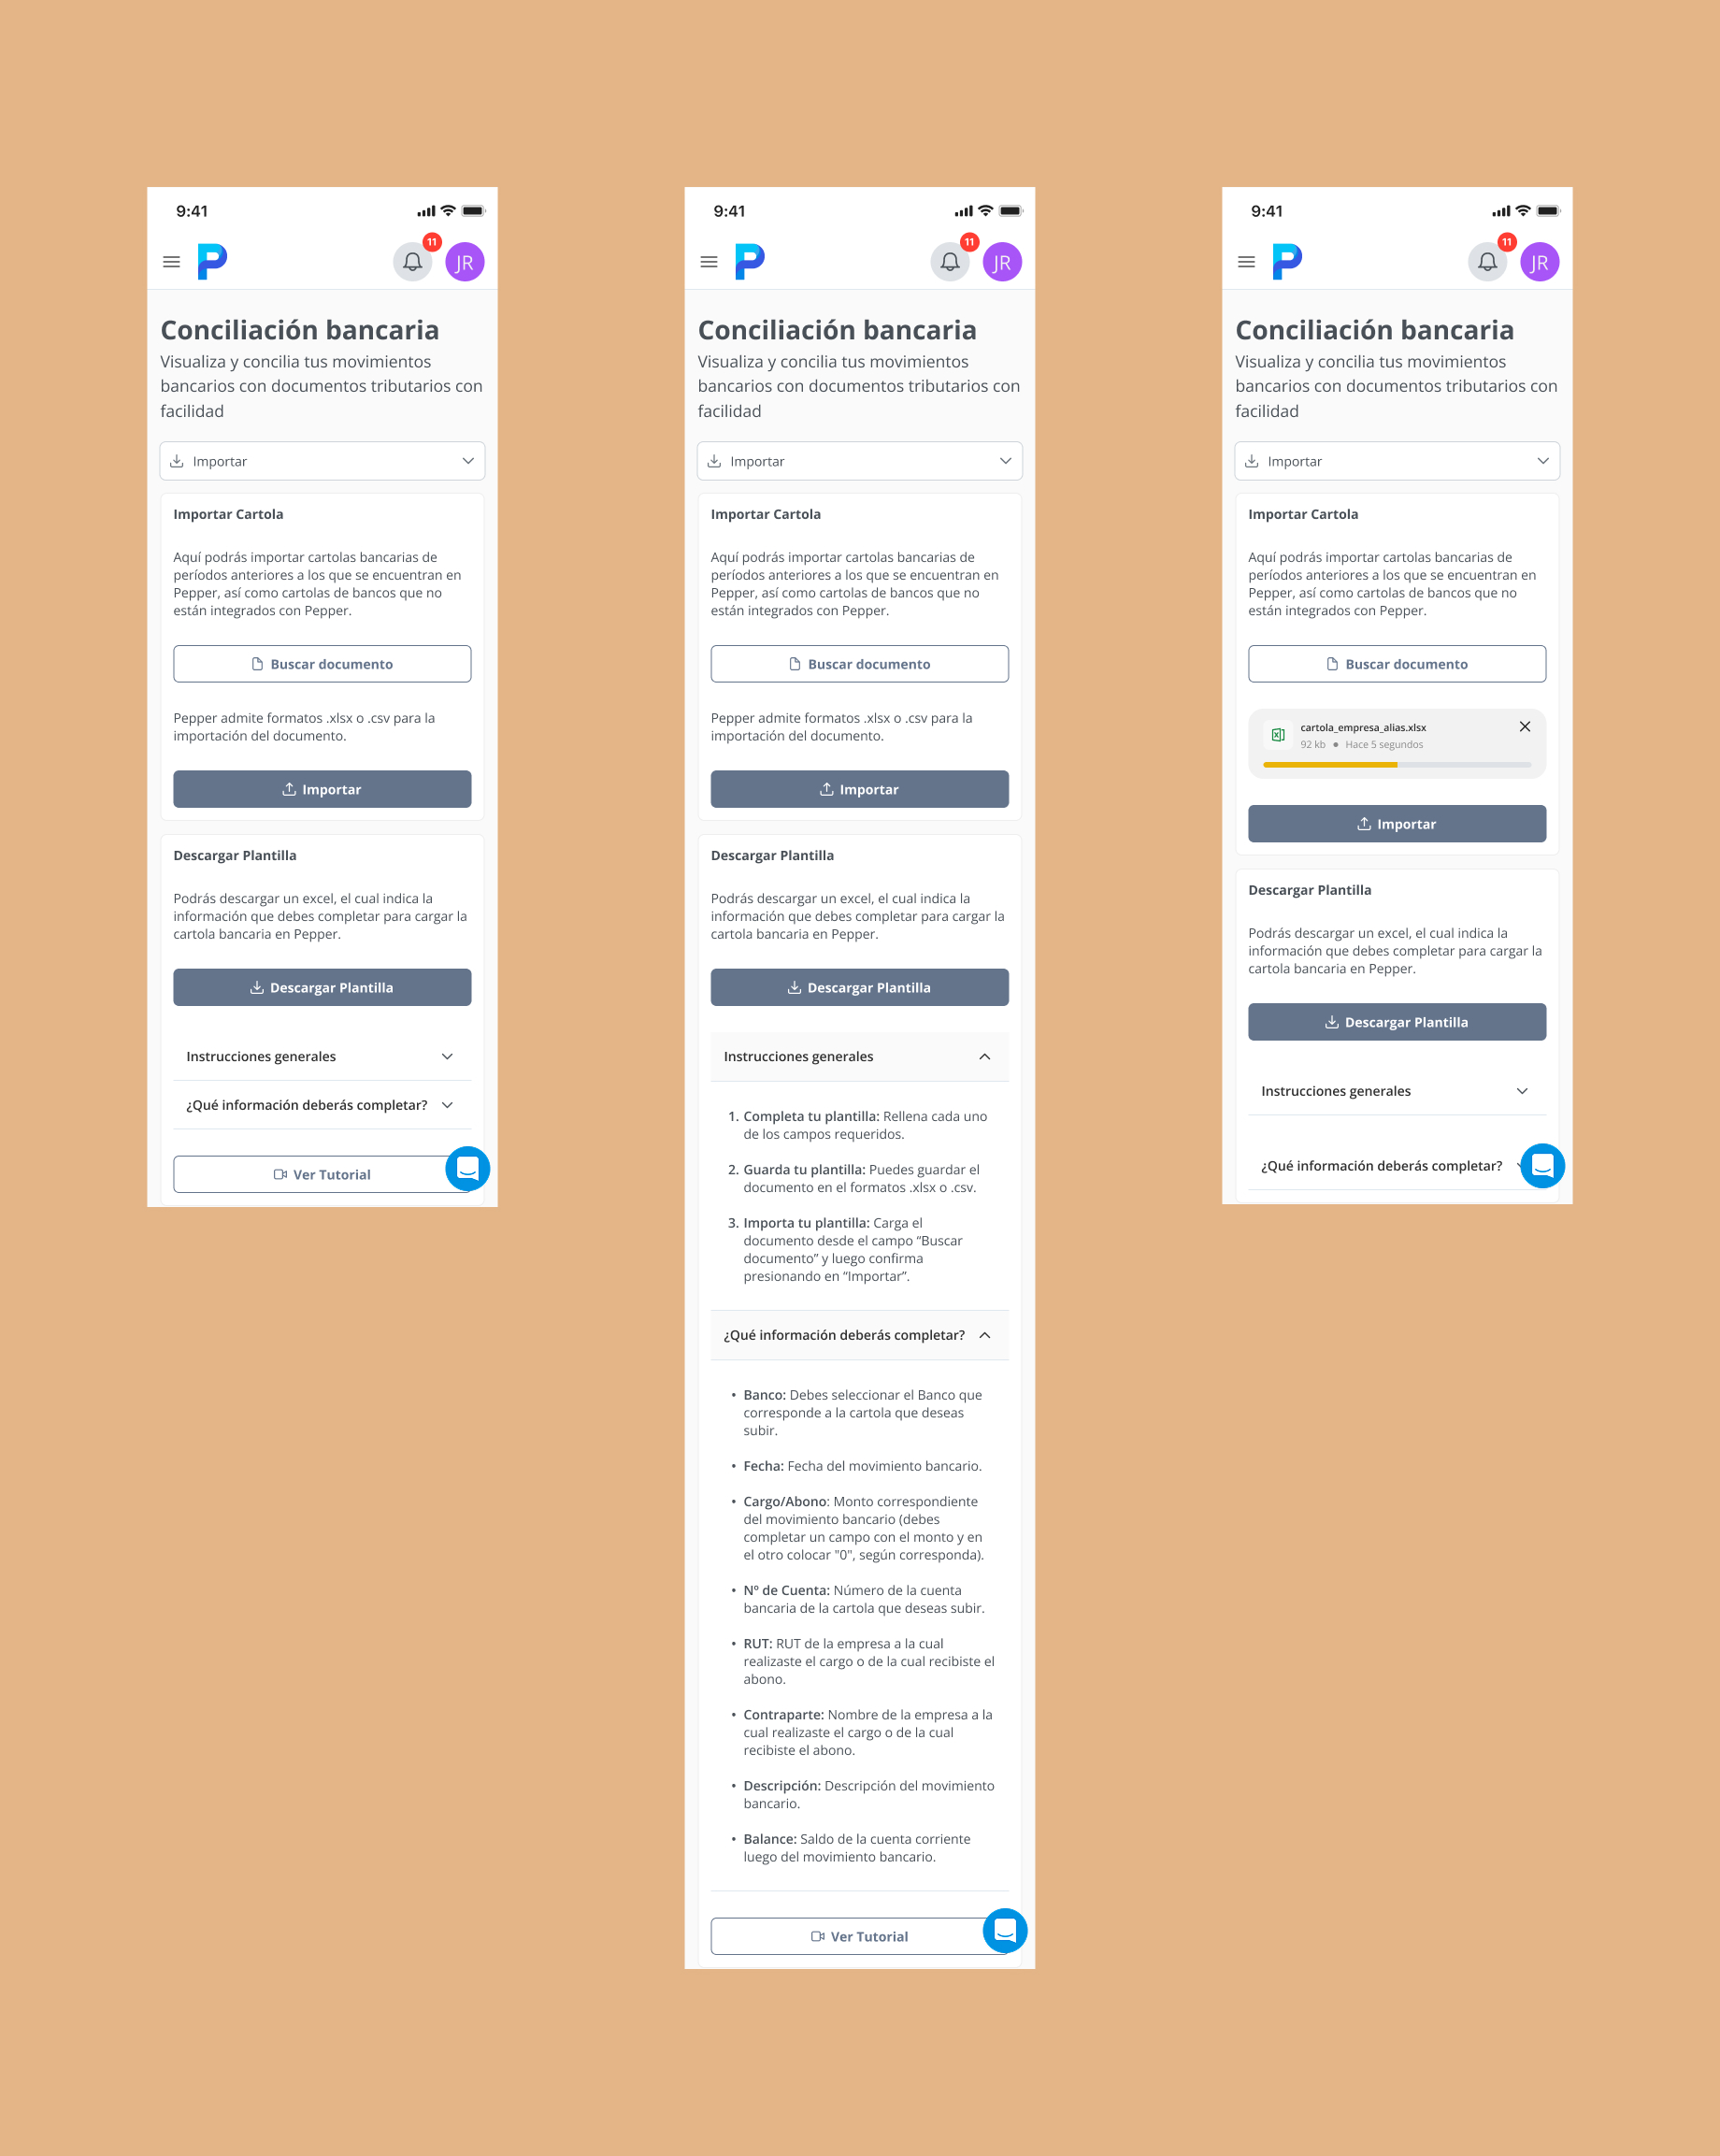 9:41
11
JR
Conciliación bancaria
Visualiza y concilia tus movimientos
bancarios con documentos tributarios con
facilidad
Importar
Importar Cartola
Aquí podrás importar cartolas bancarias de
períodos anteriores a los que se encuentran en
Pepper, así como cartolas de bancos que no
están integrados con Pepper.
Buscar documento
Pepper admite formatos .xlsx o .csv para la
importación del documento.
Importar
Descargar Plantilla
Podrás descargar un excel, el cual indica la
información que debes completar para cargar la
cartola bancaria en Pepper.
Descargar Plantilla
Instrucciones generales
¿Qué información deberás completar?
Ver Tutorial
9:41
11
JR
Conciliación bancaria
Visualiza y concilia tus movimientos
bancarios con documentos tributarios con
facilidad
Importar
Importar Cartola
Aquí podrás importar cartolas bancarias de
períodos anteriores a los que se encuentran en
Pepper, así como cartolas de bancos que no
están integrados con Pepper.
Buscar documento
Pepper admite formatos .xlsx o .csv para la
importación del documento.
Importar
Descargar Plantilla
Podrás descargar un excel, el cual indica la
información que debes completar para cargar la
cartola bancaria en Pepper.
Descargar Plantilla
Instrucciones generales
1. Completa tu plantilla: Rellena cada uno
de los campos requeridos.
2. Guarda tu plantilla: Puedes guardar el
documento en el formatos .xlsx o .csv.
3. Importa tu plantilla: Carga el
documento desde el campo “Buscar
documento” y luego confirma
presionando en “Importar”.
¿Qué información deberás completar?
• Banco: Debes seleccionar el Banco que
corresponde a la cartola que deseas
subir.
• Fecha: Fecha del movimiento bancario.
• Cargo/Abono: Monto correspondiente
del movimiento bancario (debes
completar un campo con el monto y en
el otro colocar "0", según corresponda).
• Nº de Cuenta: Número de la cuenta
bancaria de la cartola que deseas subir.
• RUT: RUT de la empresa a la cual
realizaste el cargo o de la cual recibiste el
abono.
• Contraparte: Nombre de la empresa a la
cual realizaste el cargo o de la cual
recibiste el abono.
• Descripción: Descripción del movimiento
bancario.
• Balance: Saldo de la cuenta corriente
luego del movimiento bancario.
Ver Tutorial
9:41
11
JR
Conciliación bancaria
Visualiza y concilia tus movimientos
bancarios con documentos tributarios con
facilidad
Importar
Importar Cartola
Aquí podrás importar cartolas bancarias de
períodos anteriores a los que se encuentran en
Pepper, así como cartolas de bancos que no
están integrados con Pepper.
Buscar documento
cartola_empresa_alias.xlsx
92 kb • Hace 5 segundos
Importar
Descargar Plantilla
Podrás descargar un excel, el cual indica la
información que debes completar para cargar la
cartola bancaria en Pepper.
Descargar Plantilla
Instrucciones generales
¿Qué información deberás completar?